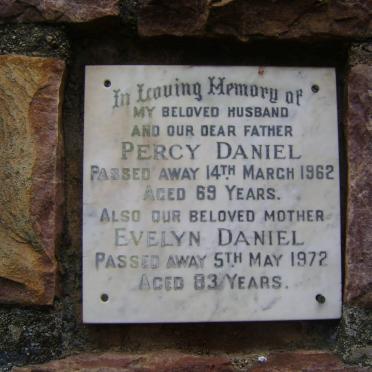 In Loving Memory of
MY BELOVED HUSBAND
AND OUR DEAR FATHER
PERCY DANIEL
PASSED AWAY 14TH MARCH 1962
AGED 69 YEARS.
ALSO OUR BELOVED MOTHER
EVELYN DANIEL
PASSED AWAY 5TH MAY 1972
AGED 83 YEARS.